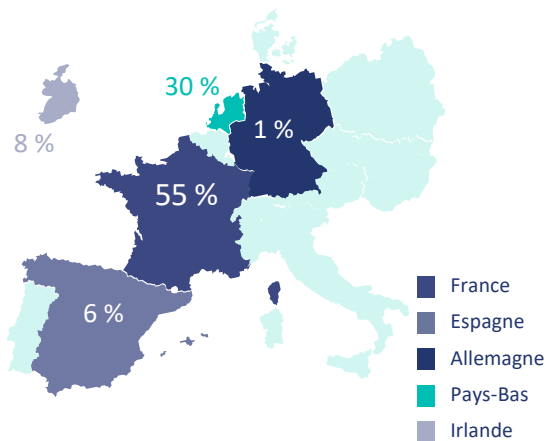 30 %
1 %
8 %
55 %
6 %
France
Espagne
Allemagne
Pays-Bas
Irlande